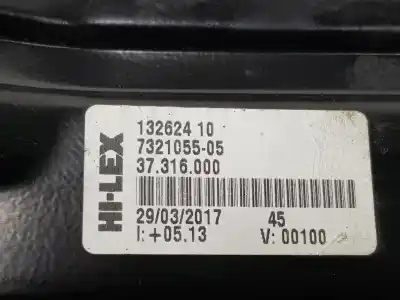 HI-LEX
132624 10
7321055-05
37.316.000
29/03/2017 45
I:+05.13 V: 00100